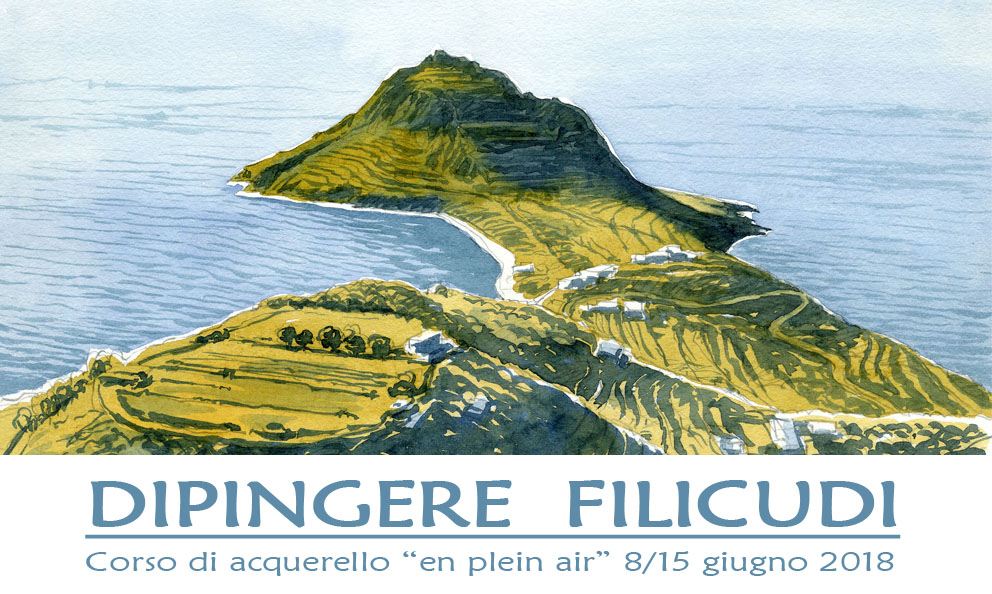 DIPINGERE FILICUDI
Corso di acquerello “en plein air” 8/15 giugno 2018